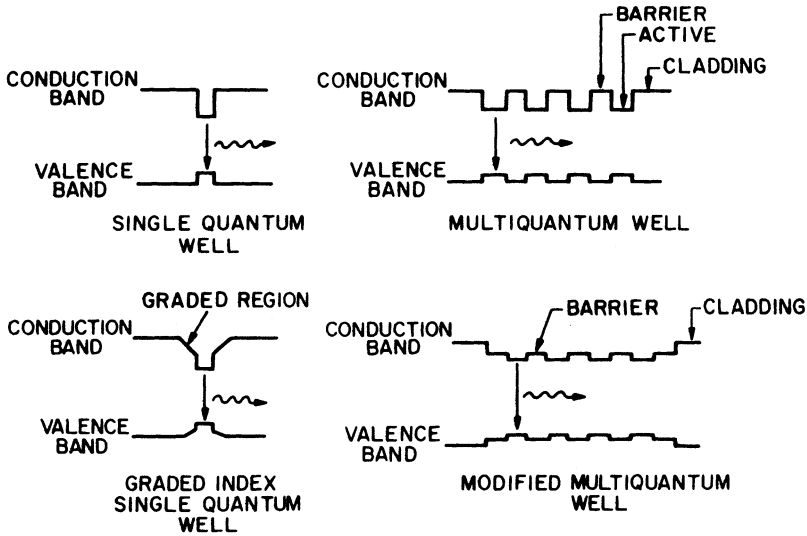 CONDUCTION
BAND
VALENCE
BAND
SINGLE QUANTUM
WELL
BARRIER
ACTIVE
CLADDING
CONDUCTION
BAND
VALENCE
BAND
MULTIQUANTUM WELL
GRADED REGION
CONDUCTION
BAND
VALENCE
BAND
GRADED INDEX
SINGLE QUANTUM
WELL
BARRIER
CLADDING
CONDUCTION
BAND
VALENCE
BAND
MODIFIED MULTIQUANTUM
WELL